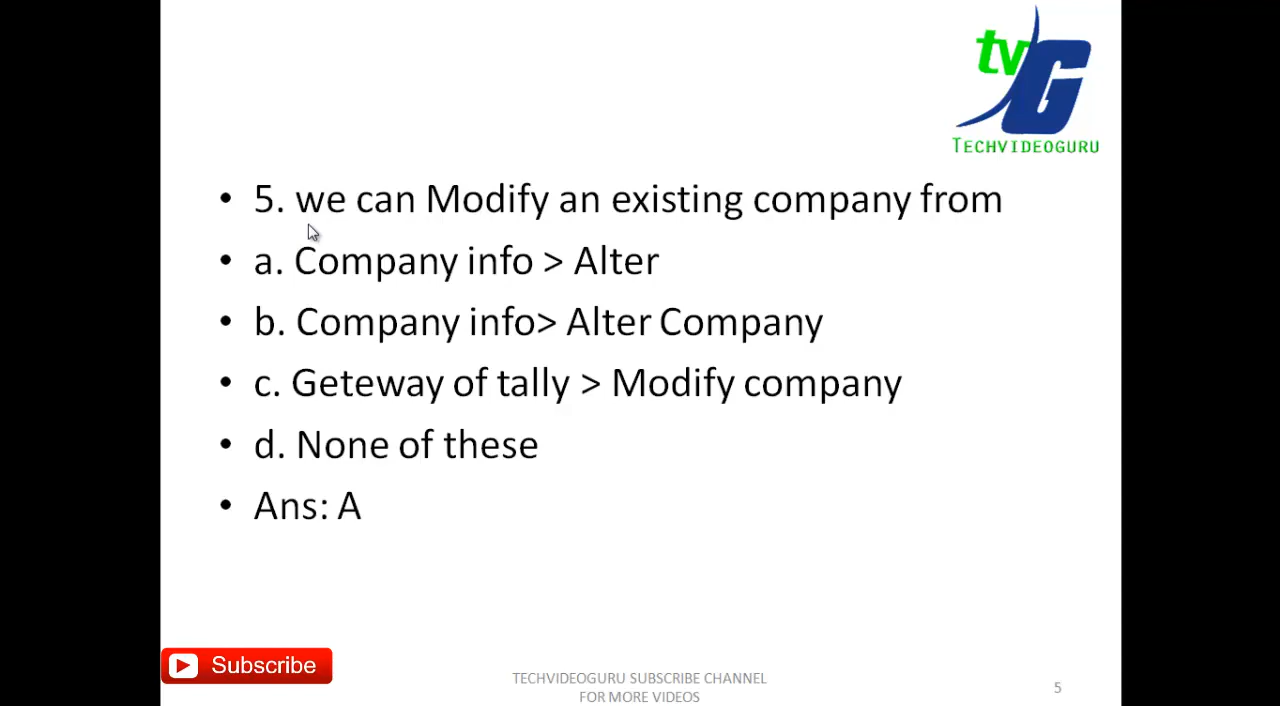 tvG
TECHVIDEOGURU
• 5. we can Modify an existing company from
• a. Company info > Alter
• b. Company info> Alter Company
• c. Geteway of tally > Modify company
• d. None of these
• Ans: A
Subscribe
TECHVIDEOGURU SUBSCRIBE CHANNEL
FOR MORE VIDEOS
5